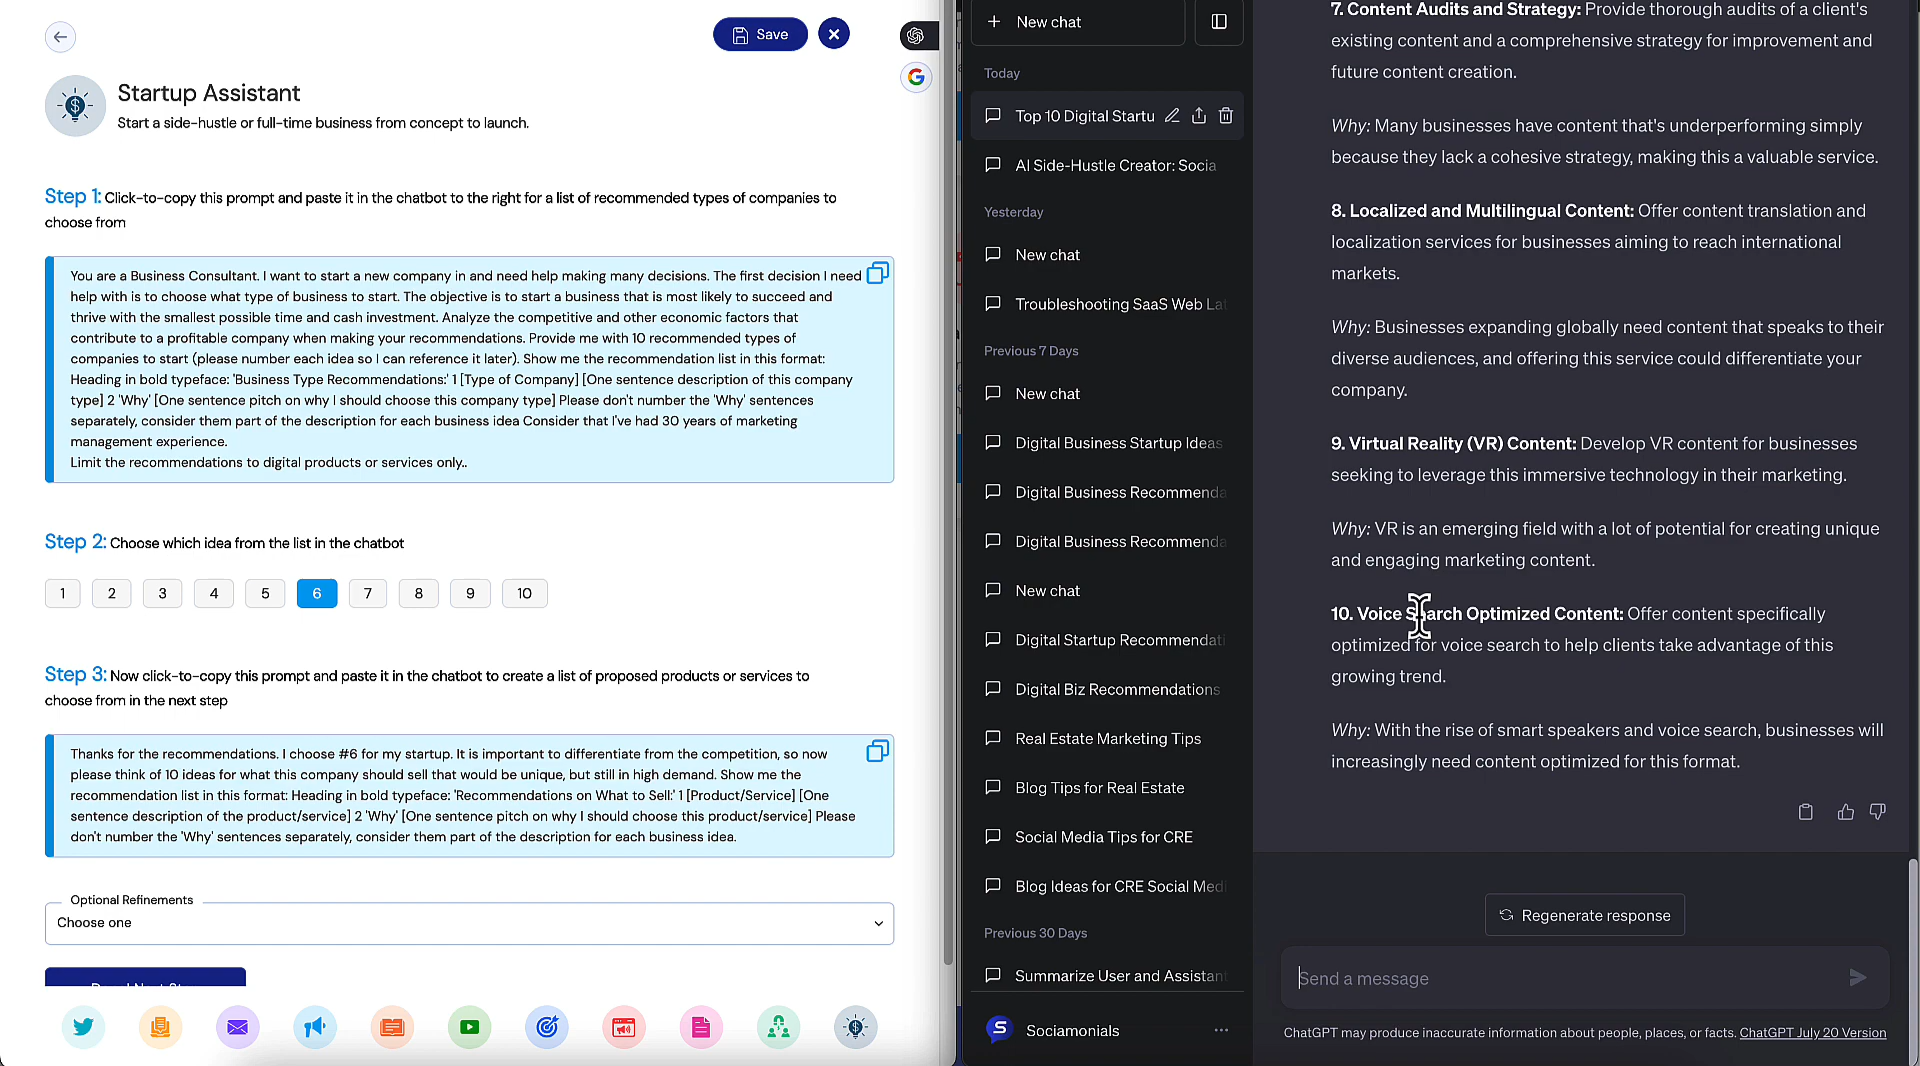 Save
Startup Assistant
Start a side-hustle or full-time business from concept to launch.
Step 1: Click-to-copy this prompt and paste it in the chatbot to the right for a list of recommended types of companies to
choose from
You are a Business Consultant. I want to start a new company in and need help making many decisions. The first decision I need
help with is to choose what type of business to start. The objective is to start a business that is most likely to succeed and
thrive with the smallest possible time and cash investment. Analyze the competitive and other economic factors that
contribute to a profitable company when making your recommendations. Provide me with 10 recommended types of
companies to start (please number each idea so I can reference it later). Show me the recommendation list in this format:
Heading in bold typeface: 'Business Type Recommendations:' 1 [Type of Company] [One sentence description of this company
type] 2 'Why' [One sentence pitch on why I should choose this company type] Please don't number the 'Why' sentences
separately, consider them part of the description for each business idea Consider that I've had 30 years of marketing
management experience.
Limit the recommendations to digital products or services only..
Step 2: Choose which idea from the list in the chatbot
1 2 3 4 5 6 7 8 9 10
Step 3: Now click-to-copy this prompt and paste it in the chatbot to create a list of proposed products or services to
choose from in the next step
Thanks for the recommendations. I choose #6 for my startup. It is important to differentiate from the competition, so now
please think of 10 ideas for what this company should sell that would be unique, but still in high demand. Show me the
recommendation list in this format: Heading in bold typeface: 'Recommendations on What to Sell:' 1 [Product/Service] [One
sentence description of the product/service] 2 'Why' [One sentence pitch on why I should choose this product/service] Please
don't number the 'Why' sentences separately, consider them part of the description for each business idea.
Optional Refinements
Choose one
New chat
Today
Top 10 Digital Startu
AI Side-Hustle Creator: Socia
Yesterday
New chat
Troubleshooting SaaS Web Lat
Previous 7 Days
New chat
Digital Business Startup Ideas
Digital Business Recommenda
Digital Business Recommenda
New chat
Digital Startup Recommendati
Digital Biz Recommendations
Real Estate Marketing Tips
Blog Tips for Real Estate
Social Media Tips for CRE
Blog Ideas for CRE Social Med
Previous 30 Days
Summarize User and Assistant
Sociamonials
7. Content Audits and Strategy: Provide thorough audits of a client's
existing content and a comprehensive strategy for improvement and
future content creation.
Why: Many businesses have content that's underperforming simply
because they lack a cohesive strategy, making this a valuable service.
8. Localized and Multilingual Content: Offer content translation and
localization services for businesses aiming to reach international
markets.
Why: Businesses expanding globally need content that speaks to their
diverse audiences, and offering this service could differentiate your
company.
9. Virtual Reality (VR) Content: Develop VR content for businesses
seeking to leverage this immersive technology in their marketing.
Why: VR is an emerging field with a lot of potential for creating unique
and engaging marketing content.
10. Voice Search Optimized Content: Offer content specifically
optimized for voice search to help clients take advantage of this
growing trend.
Why: With the rise of smart speakers and voice search, businesses will
increasingly need content optimized for this format.
Regenerate response
Send a message
ChatGPT may produce inaccurate information about people, places, or facts. ChatGPT July 20 Version